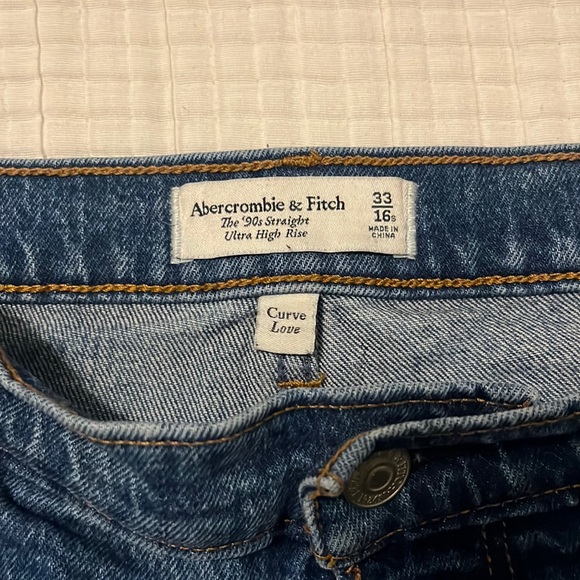 Abercrombie & Fitch
The '90s Straight
Ultra High Rise
33
16s
MADE IN
CHINA
Curve
Love